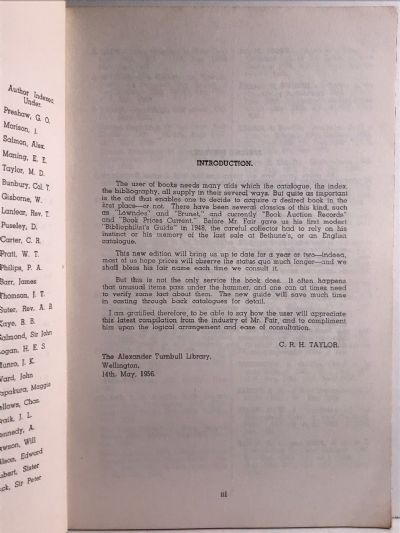 Author Indexed
Under
Preshaw, G. O.
Morison, J.
Salmon, Alex.
Maning, F. E.
Taylor, M. D.
Bunbury, Col. T.
Gisborne, W.
Lanfear, Rev. T.
Puseley, D.
Carter, C. R.
Pratt, W. T.
Philips, P. A.
Barr, James
Thomson, J. T.
Buter, Rev. A. R.
Kaye, B. B.
Salmond, Sir John
Logan, H. F. S.
Munro, J. K.
Ward, John
Papakura, Maggie
Fellows, Chas.
Craik, J. L.
Kennedy, A.
Lawson, Will
Wilson, Edward
Aubert, Sister
Buck, Sir Peter
INTRODUCTION.
The user of books needs many aids which the catalogue, the index,
the bibliography, all supply in their several ways. But quite as important
is the aid that enables one to decide to acquire a desired book in the
first place—or not. There have been several classics of this kind, such
as "Lowndes" and "Brunet," and currently "Book Auction Records"
and "Book Prices Current." Before Mr. Fair gave us his first modest
"Bibliophilist's Guide" in 1948, the careful collector had to rely on his
instinct or his memory of the last sale at Bethune's, or an English
catalogue.
This new edition will bring us up to date for a year or two—indeed,
most of us hope prices will observe the status quo much longer—and we
shall bless his fair name each time we consult it.
But this is not the only service the book does. It often happens
that unusual items pass under the hammer, and one can at times need
to verify some fact about them. The new guide will save much time
in casting through back catalogues for detail.
I am gratified therefore, to be able to say how the user will appreciate
this latest compilation from the industry of Mr. Fair, and to compliment
him upon the logical arrangement and ease of consultation.
C. R. H. TAYLOR.
The Alexander Turnbull Library,
Wellington,
14th. May, 1956.
iii